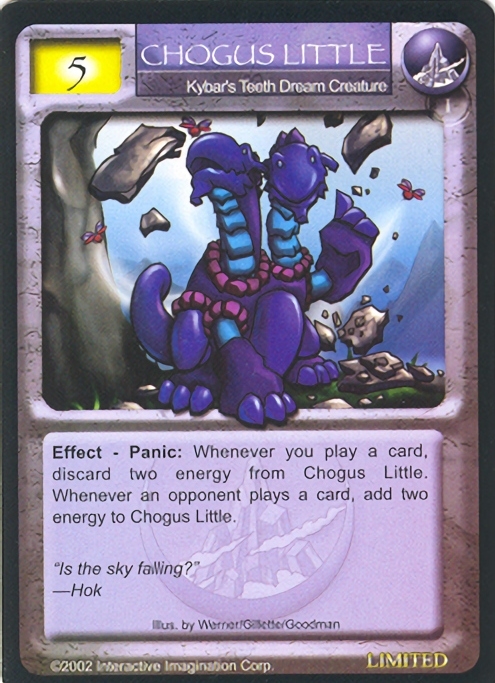 5
CHOGUS LITTLE
Kybar's Teeth Dream Creature
Effect - Panic: Whenever you play a card,
discard two energy from Chogus Little.
Whenever an opponent plays a card, add two
energy to Chogus Little.
"Is the sky falling?"
—Hok
Illus. by Warner/Gillette/Goodman
©2002 Interactive Imagination Corp.
LIMITED